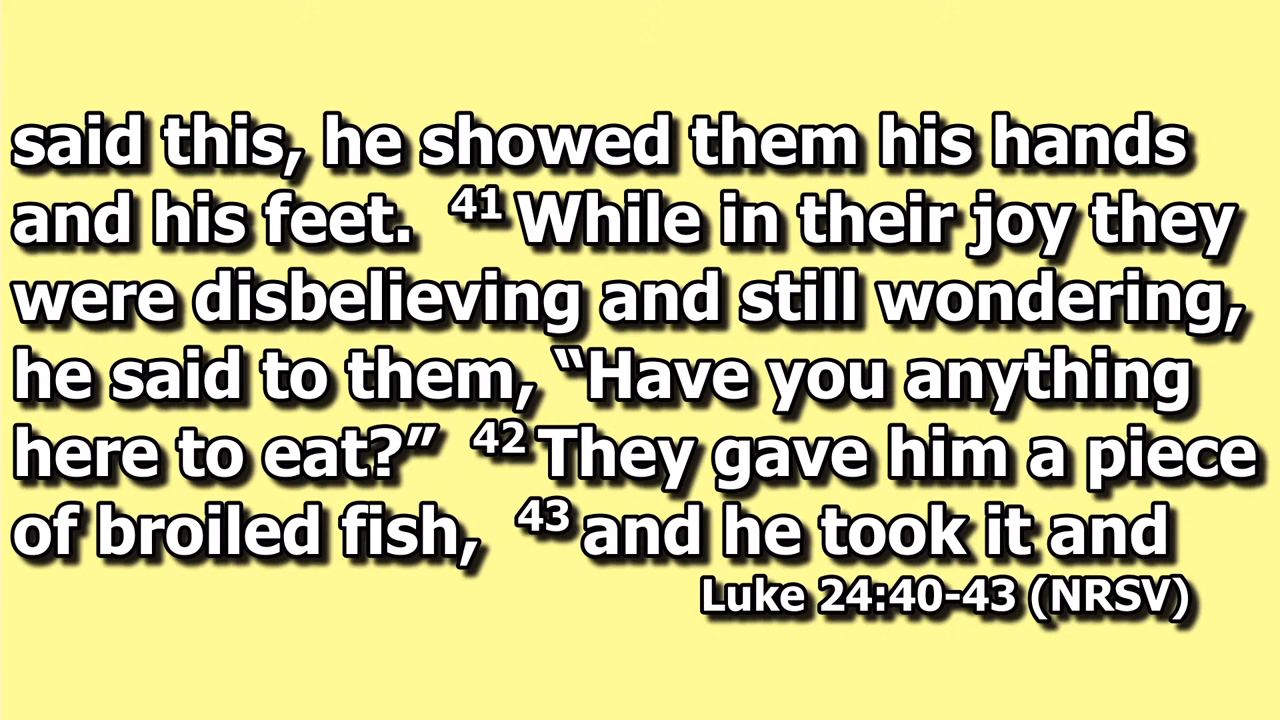 said this, he showed them his hands
and his feet. 41 While in their joy they
were disbelieving and still wondering,
he said to them, “Have you anything
here to eat?” 42 They gave him a piece
of broiled fish, 43 and he took it and
Luke 24:40-43 (NRSV)